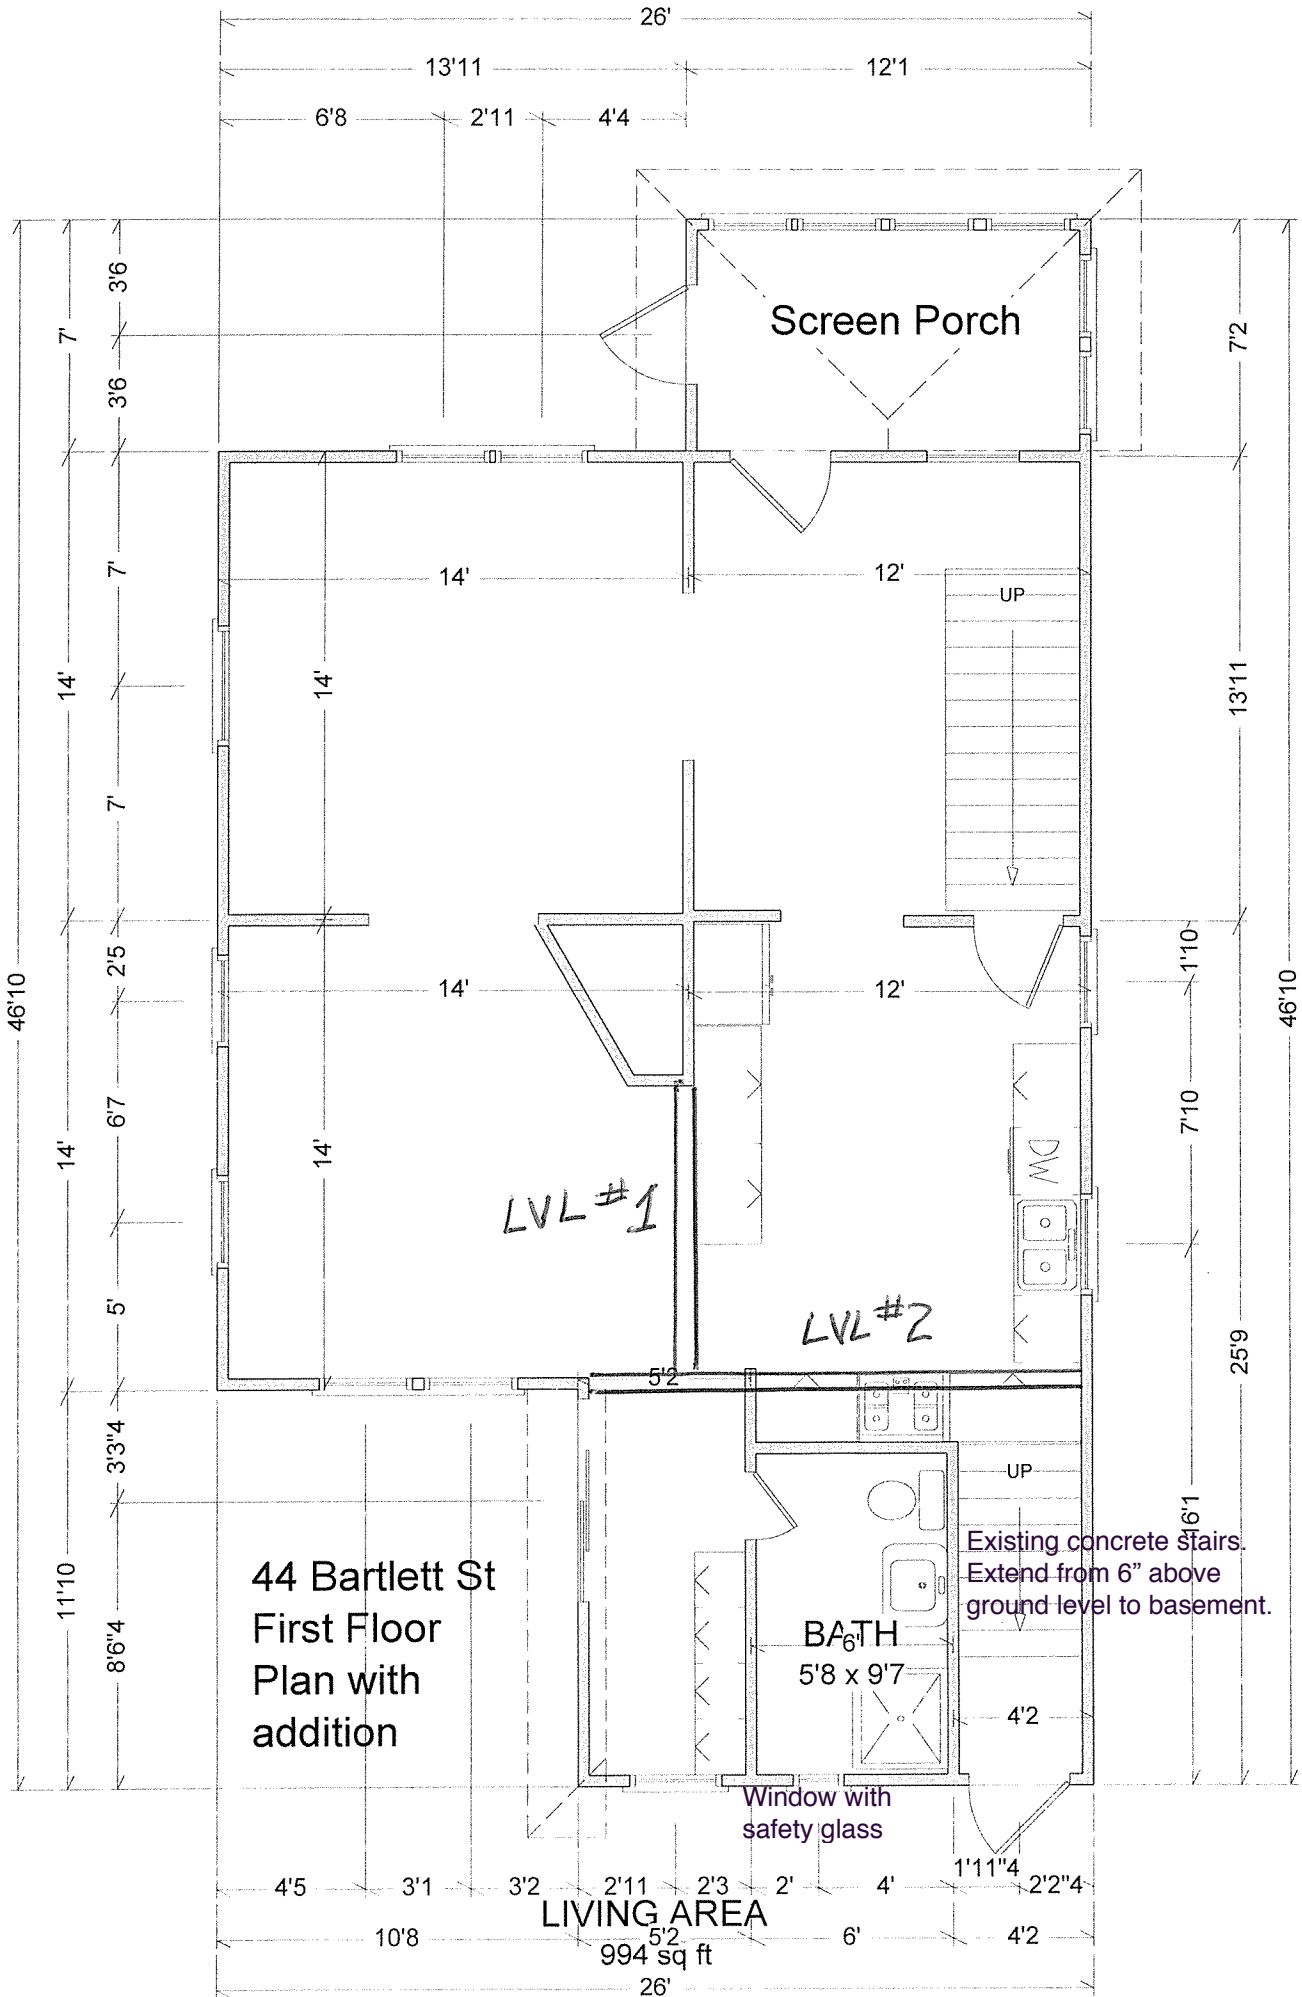 26'
13'11
12'1
6'8
2'11
4'4
3'6
7'
3'6
Screen Porch
7'2
7'
14'
12'
UP
14'
14'
13'11
7'
46'10
2'5
14'
12'
1'10
46'10
6'7
7'10
14'
14'
DW
LVL #1
5'
LVL #2
25'9
5'2
3'3"4
UP
16'1
Existing concrete stairs.
Extend from 6” above
ground level to basement.
44 Bartlett St
First Floor
Plan with
addition
11'10
8'6"4
BATH
6'
5'8 x 9'7
4'2
Window with
safety glass
1'11"4
4'5
3'1
3'2
2'11
2'3
2'
4'
2'2"4
LIVING AREA
10'8
5'2
6'
4'2
994 sq ft
26'